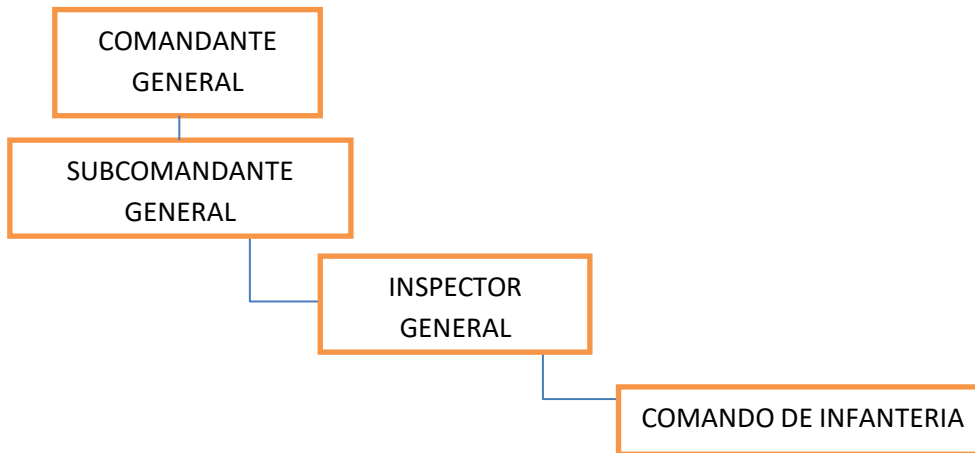 COMANDANTE
GENERAL
SUBCOMANDANTE
GENERAL
INSPECTOR
GENERAL
COMANDO DE INFANTERIA